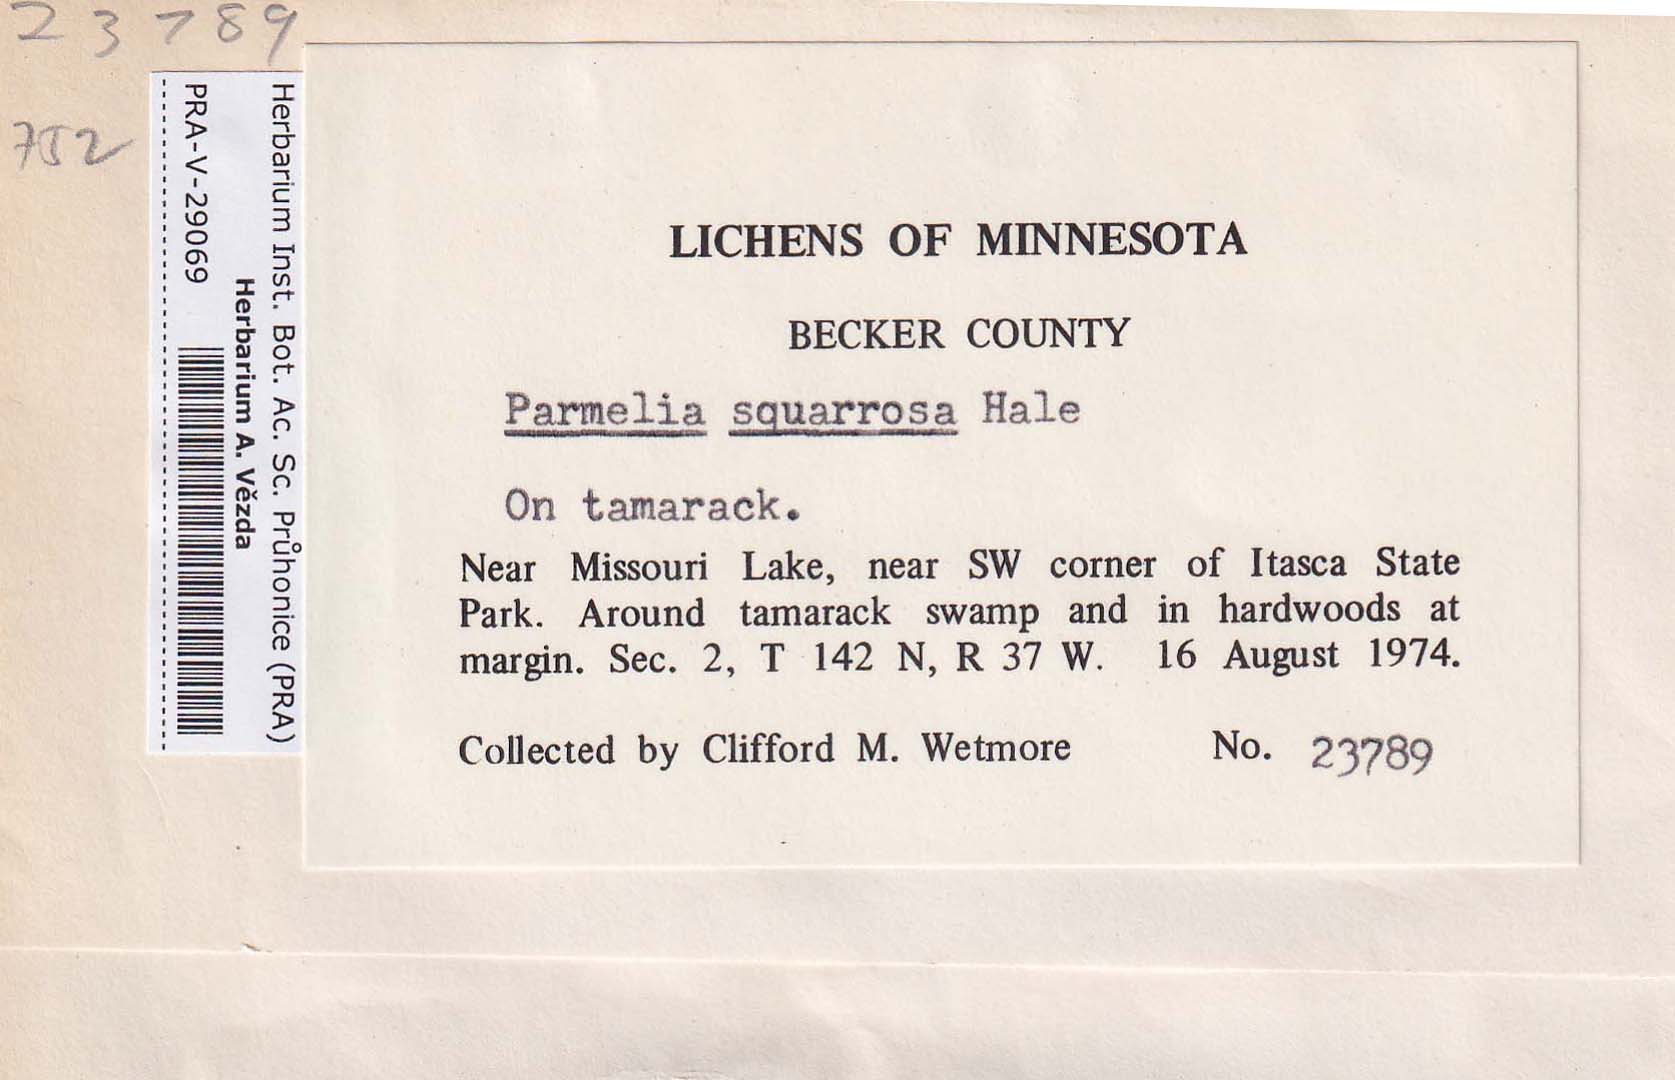 23789
752
Herbarium Inst. Bot. Ac. Sc. Průhonice (PRA)
Herbarium A. Vězda
PRA-V-29069
LICHENS OF MINNESOTA
BECKER COUNTY
Parmelia squarrosa Hale
On tamarack.
Near Missouri Lake, near SW corner of Itasca State
Park. Around tamarack swamp and in hardwoods at
margin. Sec. 2, T 142 N, R 37 W. 16 August 1974.
Collected by Clifford M. Wetmore No. 23789